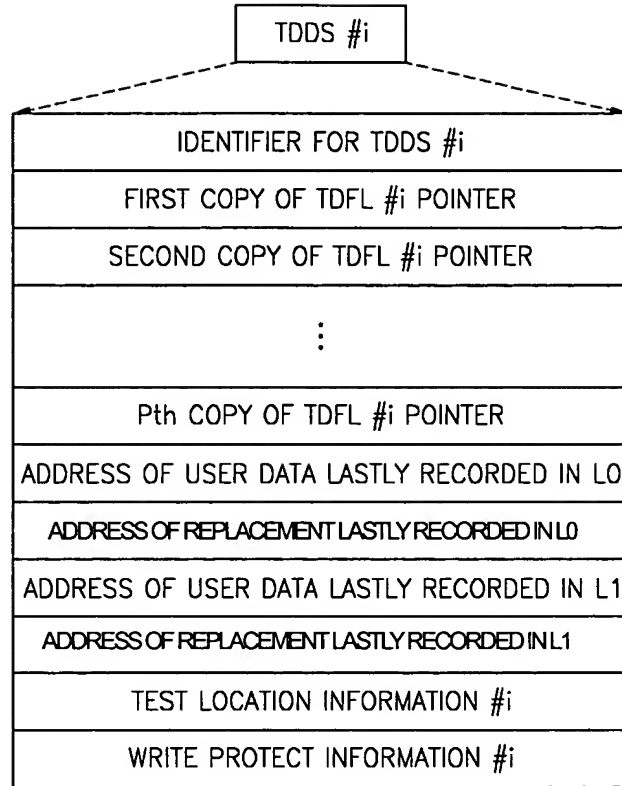 TDDS #i
IDENTIFIER FOR TDDS #i
FIRST COPY OF TDFL #i POINTER
SECOND COPY OF TDFL #i POINTER
⋮
Pth COPY OF TDFL #i POINTER
ADDRESS OF USER DATA LASTLY RECORDED IN L0
ADDRESS OF REPLACEMENT LASTLY RECORDED IN L0
ADDRESS OF USER DATA LASTLY RECORDED IN L1
ADDRESS OF REPLACEMENT LASTLY RECORDED IN L1
TEST LOCATION INFORMATION #i
WRITE PROTECT INFORMATION #i